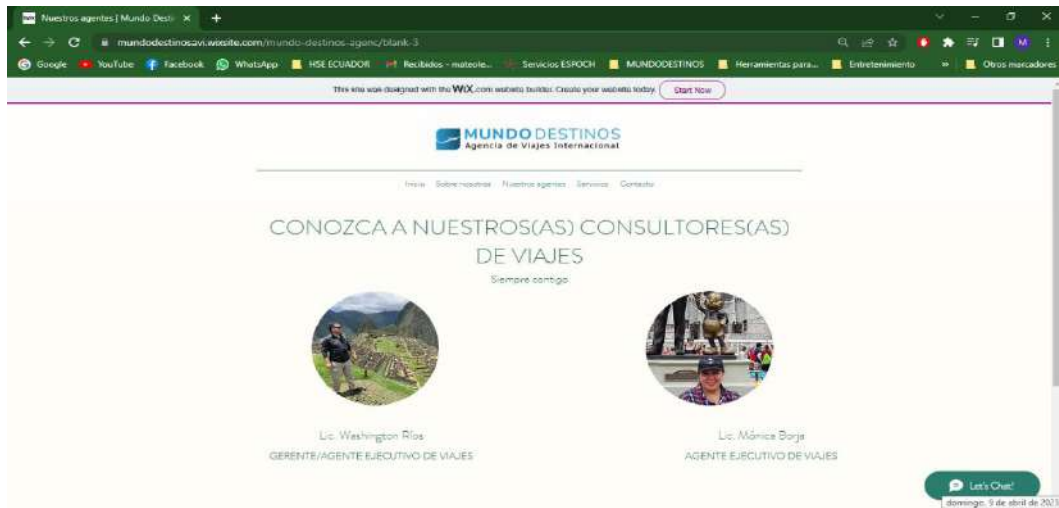 Nuestros agentes | Mundo Desti
mundodestinosavi.wixsite.com/mundo-destinos-agenc/blank-3
Google YouTube Facebook WhatsApp HSE ECUADOR Recibidos - mateole... Servicios ESPOCH MUNDODESTINOS Herramientas para... Entretenimiento » Otros marcadores
This site was designed with the WiX.com website builder. Create your website today. Start Now
MUNDO DESTINOS
Agencia de Viajes Internacional
Inicio Sobre nosotros Nuestros agentes Servicios Contacto
CONOZCA A NUESTROS(AS) CONSULTORES(AS)
DE VIAJES
Siempre contigo
Lic. Washington Ríos
GERENTE/AGENTE EJECUTIVO DE VIAJES
Lic. Mónica Borja
AGENTE EJECUTIVO DE VIAJES
Let's Chat!
domingo, 9 de abril de 2023